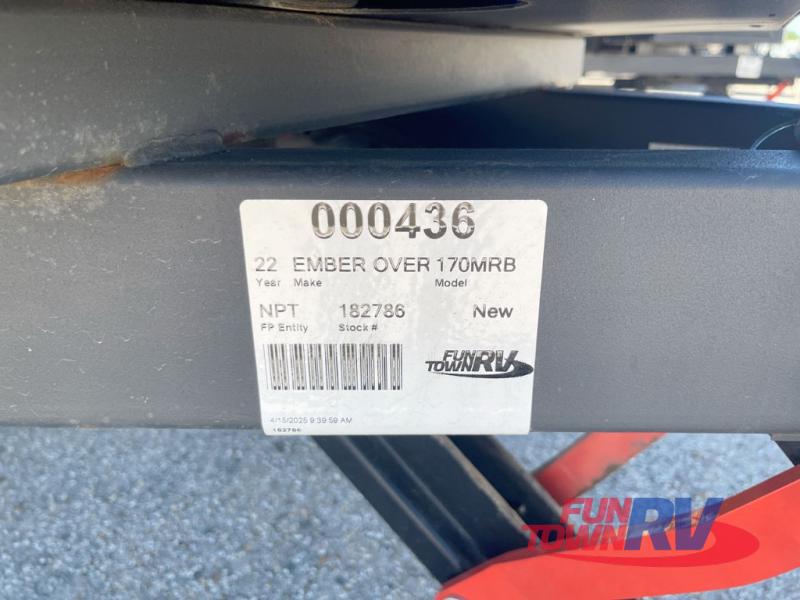 000436
22 EMBER OVER 170MRB
Year Make Model
NPT 182786 New
FP Entity Stock #
FUN TOWN RV
4/15/2025 9:39:59 AM
182786
FUN TOWN RV